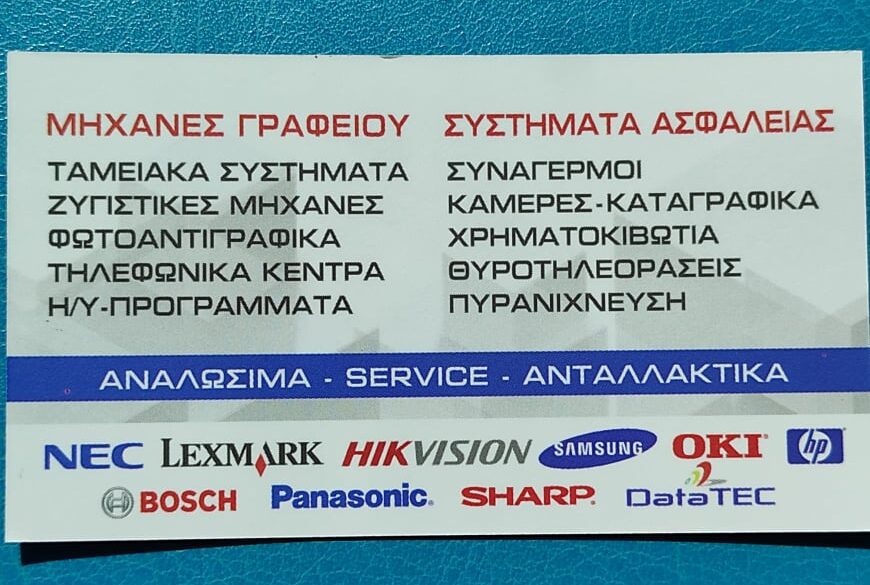 ΜΗΧΑΝΕΣ ΓΡΑΦΕΙΟΥ
ΤΑΜΕΙΑΚΑ ΣΥΣΤΗΜΑΤΑ
ΖΥΓΙΣΤΙΚΕΣ ΜΗΧΑΝΕΣ
ΦΩΤΟΑΝΤΙΓΡΑΦΙΚΑ
ΤΗΛΕΦΩΝΙΚΑ ΚΕΝΤΡΑ
Η/Υ-ΠΡΟΓΡΑΜΜΑΤΑ
ΣΥΣΤΗΜΑΤΑ ΑΣΦΑΛΕΙΑΣ
ΣΥΝΑΓΕΡΜΟΙ
ΚΑΜΕΡΕΣ-ΚΑΤΑΓΡΑΦΙΚΑ
ΧΡΗΜΑΤΟΚΙΒΩΤΙΑ
ΘΥΡΟΤΗΛΕΟΡΑΣΕΙΣ
ΠΥΡΑΝΙΧΝΕΥΣΗ
ΑΝΑΛΩΣΙΜΑ - SERVICE - ΑΝΤΑΛΛΑΚΤΙΚΑ
NEC LEXMARK HIKVISION SAMSUNG OKI hp
BOSCH Panasonic SHARP DataTEC